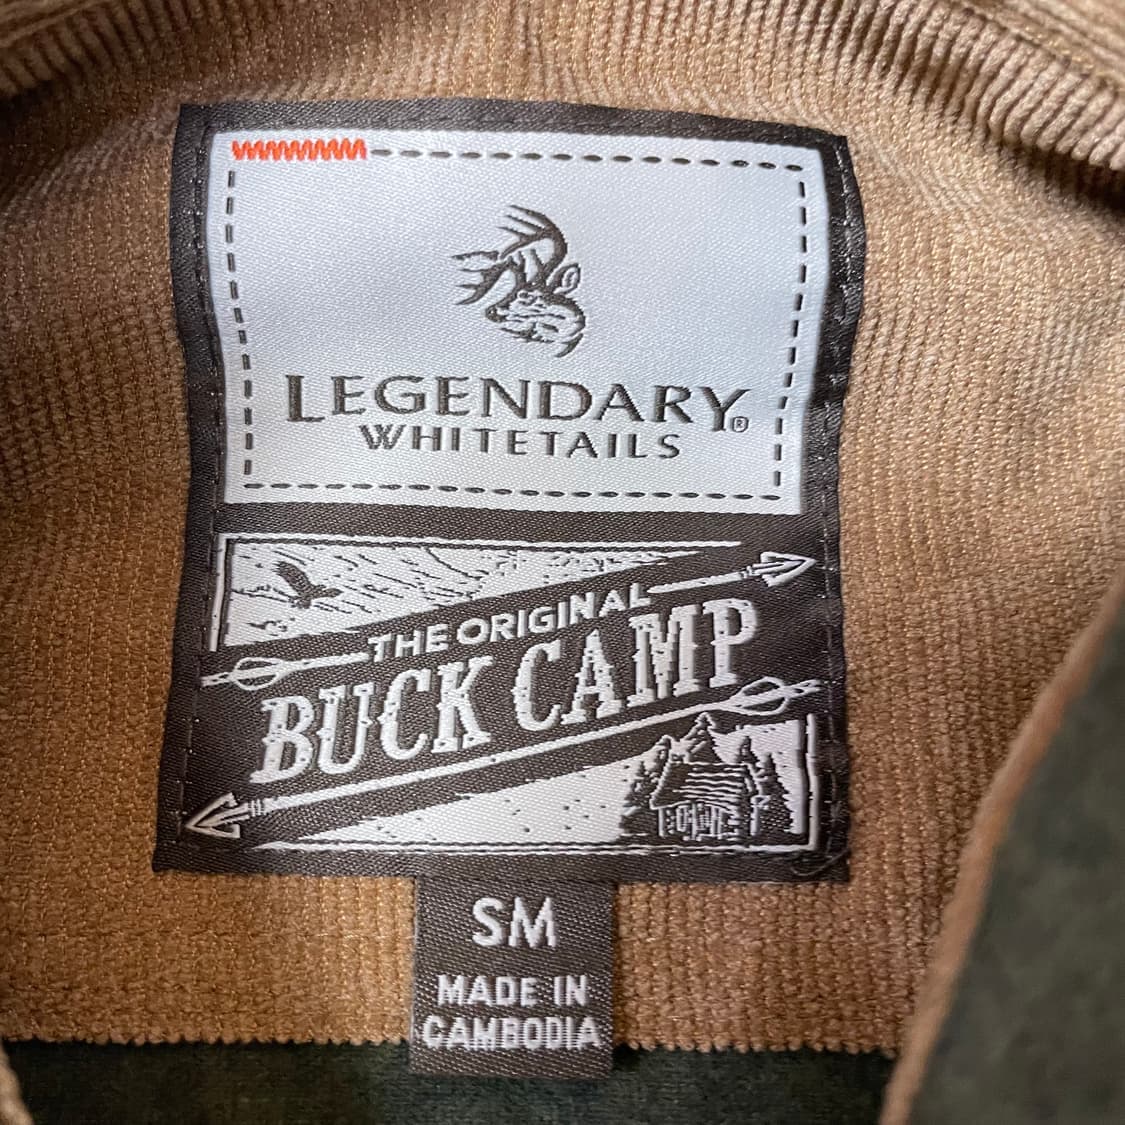 LEGENDARY®
WHITETAILS
THE ORIGINAL
BUCK CAMP
SM
MADE IN
CAMBODIA